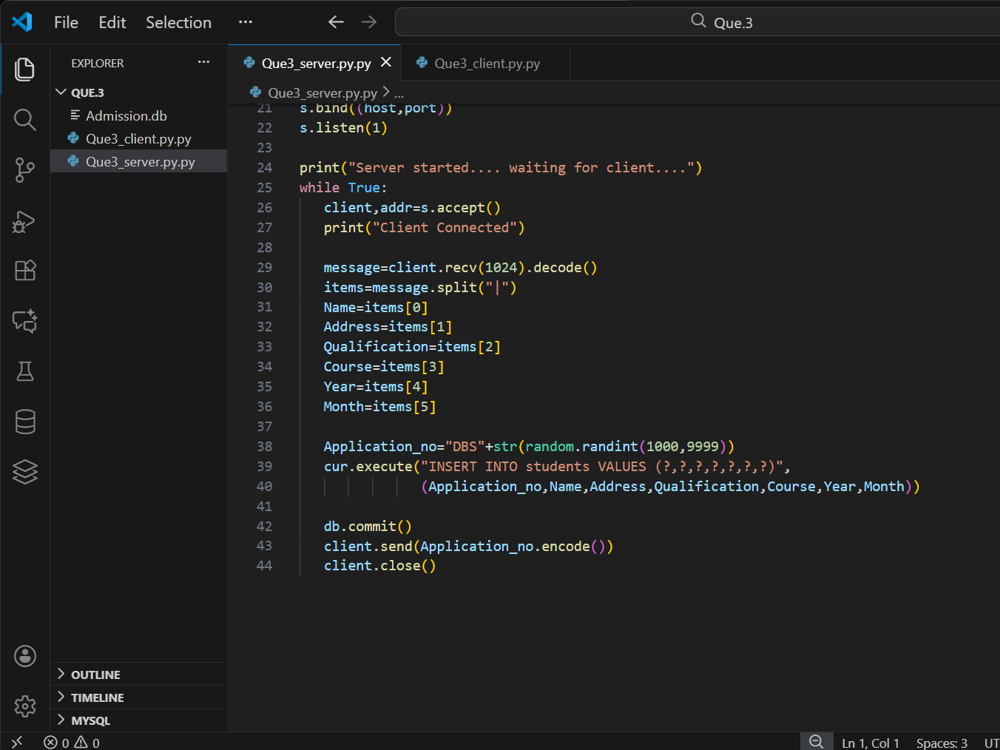 File Edit Selection ... Que.3
EXPLORER ...
QUE.3
Admission.db
Que3_client.py.py
Que3_server.py.py
OUTLINE
TIMELINE
MYSQL
Que3_server.py.py Que3_client.py.py
Que3_server.py.py > ...
21 s.bind((host,port))
22 s.listen(1)
23
24 print("Server started.... waiting for client....")
25 while True:
26 client,addr=s.accept()
27 print("Client Connected")
28
29 message=client.recv(1024).decode()
30 items=message.split("|")
31 Name=items[0]
32 Address=items[1]
33 Qualification=items[2]
34 Course=items[3]
35 Year=items[4]
36 Month=items[5]
37
38 Application_no="DBS"+str(random.randint(1000,9999))
39 cur.execute("INSERT INTO students VALUES (?,?,?,?,?,?,?)",
40 (Application_no,Name,Address,Qualification,Course,Year,Month))
41
42 db.commit()
43 client.send(Application_no.encode())
44 client.close()
0 0 Ln 1, Col 1 Spaces: 3 UT